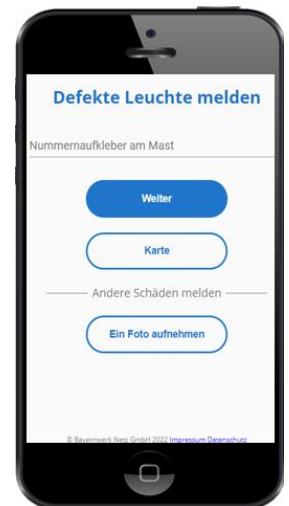 Defekte Leuchte melden
Nummernaufkleber am Mast
Weiter
Karte
Andere Schäden melden
Ein Foto aufnehmen
© Bayernwerk Netz GmbH 2022 Impressum Datenschutz